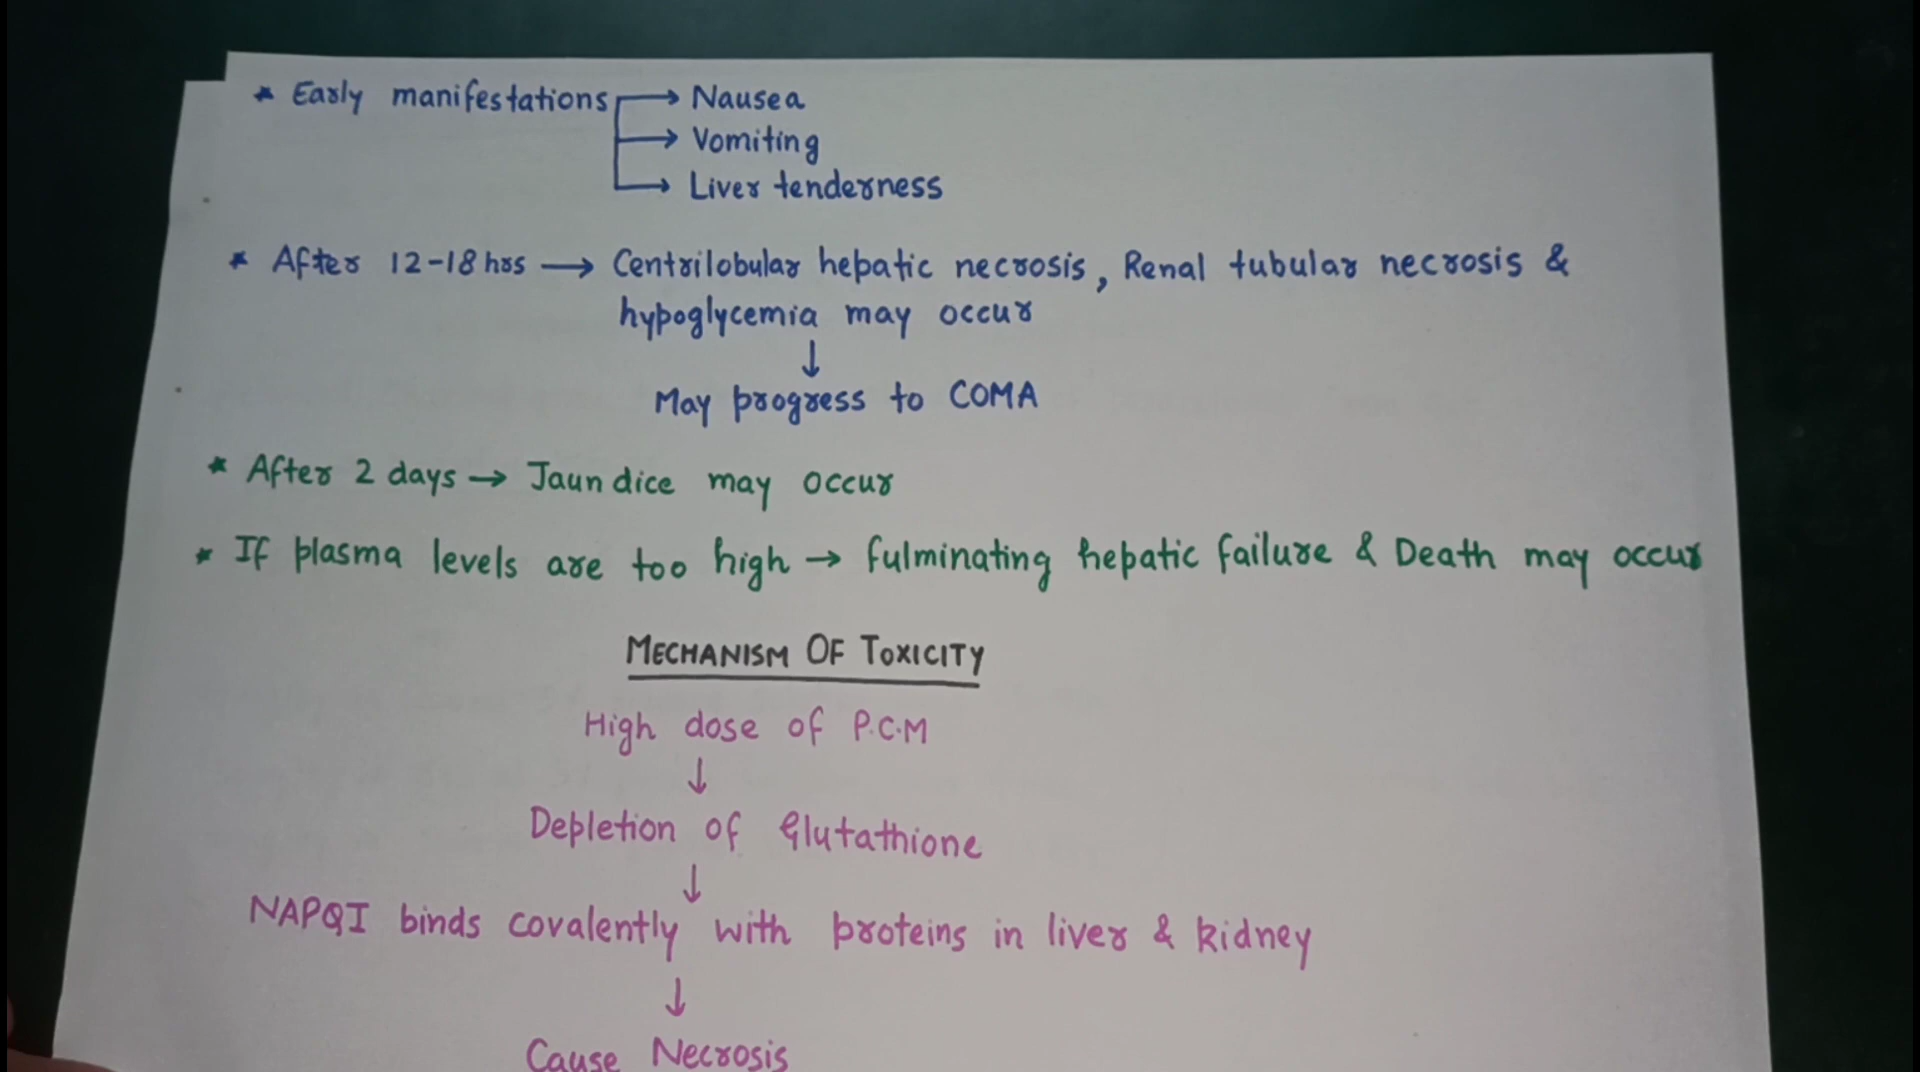 * Early manifestations → Nausea
→ Vomiting
→ Liver tenderness
* After 12-18 hrs → Centrilobular hepatic necrosis, Renal tubular necrosis &
hypoglycemia may occur
↓
May progress to COMA
* After 2 days → Jaundice may occur
* If plasma levels are too high → fulminating hepatic failure & Death may occur
MECHANISM OF TOXICITY
High dose of P.C.M
↓
Depletion of Glutathione
↓
NAPQI binds covalently with proteins in liver & kidney
↓
Cause Necrosis